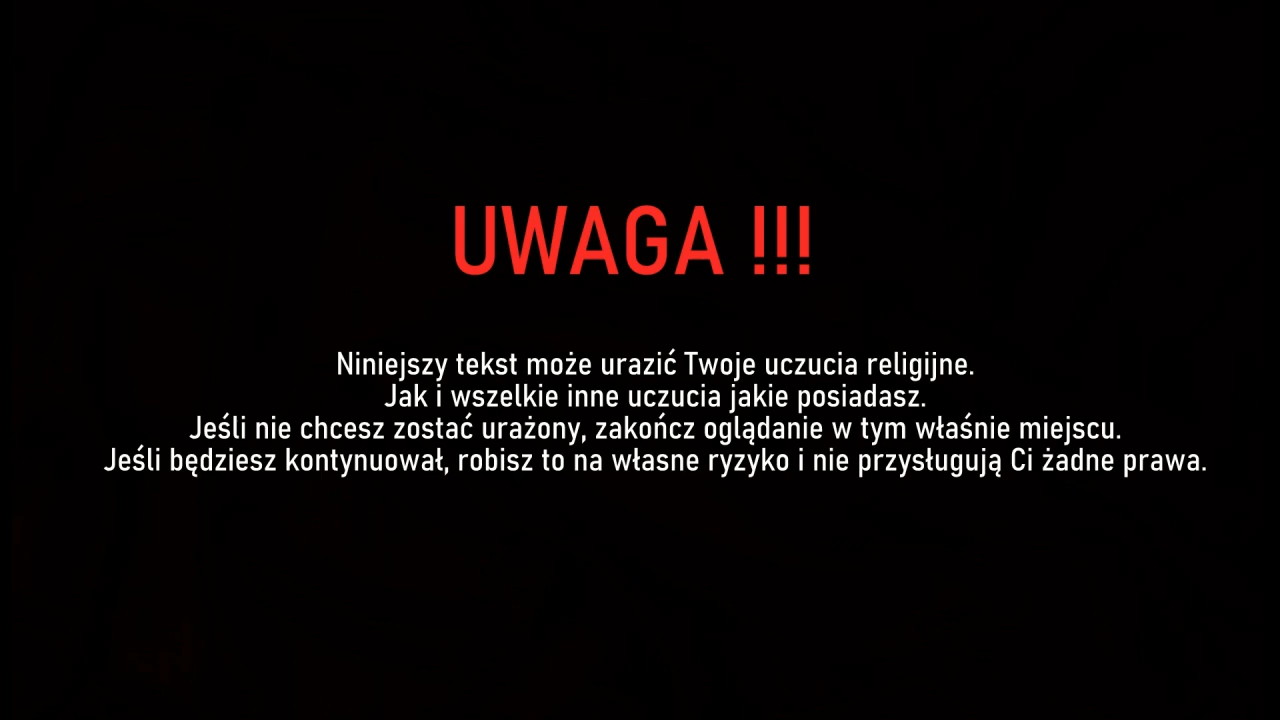 UWAGA !!!
Niniejszy tekst może urazić Twoje uczucia religijne.
Jak i wszelkie inne uczucia jakie posiadasz.
Jeśli nie chcesz zostać urażony, zakończ oglądanie w tym właśnie miejscu.
Jeśli będziesz kontynuował, robisz to na własne ryzyko i nie przysługują Ci żadne prawa.